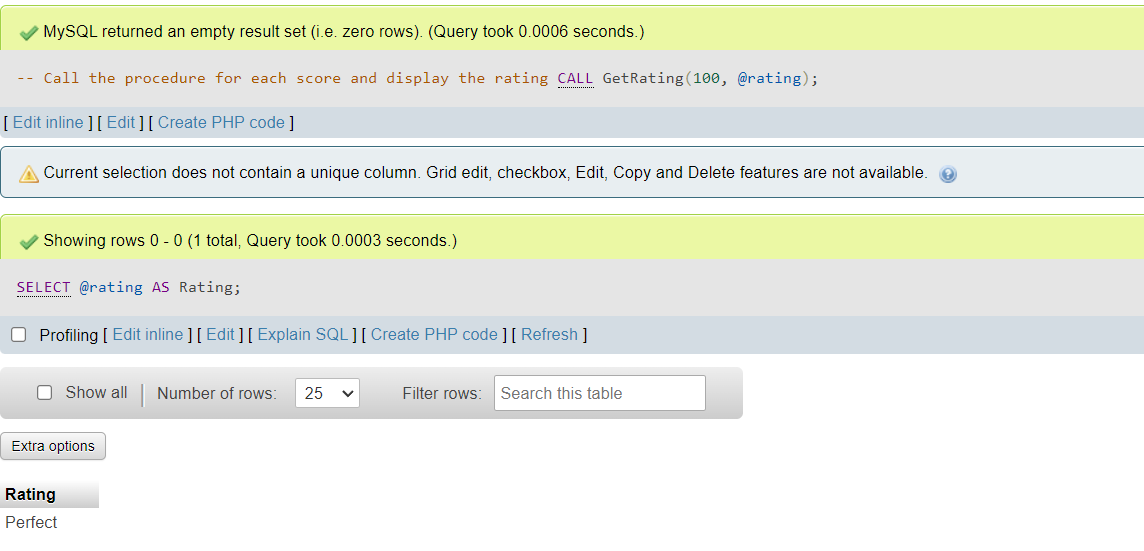 MySQL returned an empty result set (i.e. zero rows). (Query took 0.0006 seconds.)
-- Call the procedure for each score and display the rating CALL GetRating(100, @rating);
[ Edit inline ] [ Edit ] [ Create PHP code ]
Current selection does not contain a unique column. Grid edit, checkbox, Edit, Copy and Delete features are not available.
Showing rows 0 - 0 (1 total, Query took 0.0003 seconds.)
SELECT @rating AS Rating;
Profiling [ Edit inline ] [ Edit ] [ Explain SQL ] [ Create PHP code ] [ Refresh ]
Show all | Number of rows: 25 Filter rows: Search this table
Extra options
Rating
Perfect